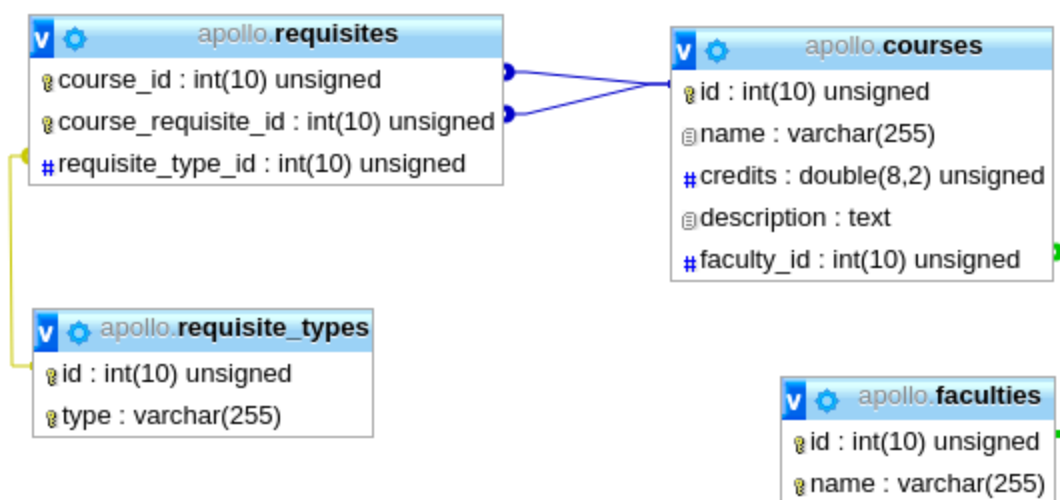 v apollo.requisites
course_id : int(10) unsigned
course_requisite_id : int(10) unsigned
# requisite_type_id : int(10) unsigned
v apollo.courses
id : int(10) unsigned
name : varchar(255)
# credits : double(8,2) unsigned
description : text
# faculty_id : int(10) unsigned
v apollo.requisite_types
id : int(10) unsigned
type : varchar(255)
v apollo.faculties
id : int(10) unsigned
name : varchar(255)